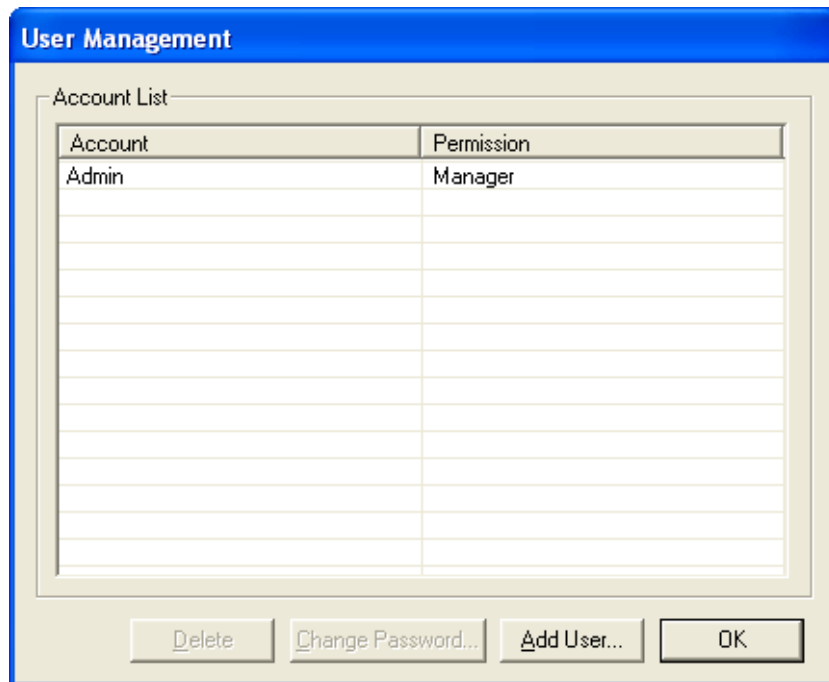 User Management
Account List
Account Permission
Admin Manager
Delete Change Password... Add User... OK